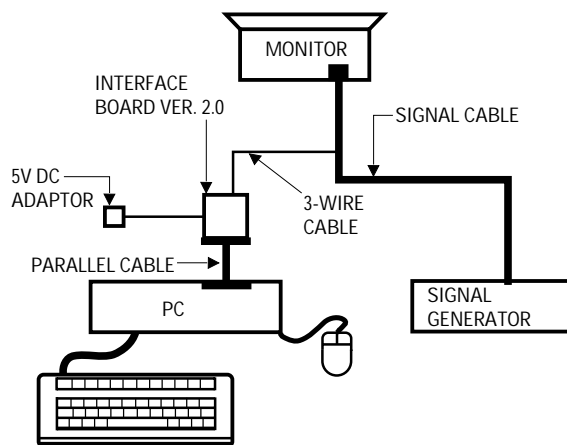 MONITOR
INTERFACE
BOARD VER. 2.0
SIGNAL CABLE
5V DC
ADAPTOR
3-WIRE
CABLE
PARALLEL CABLE
PC
SIGNAL
GENERATOR